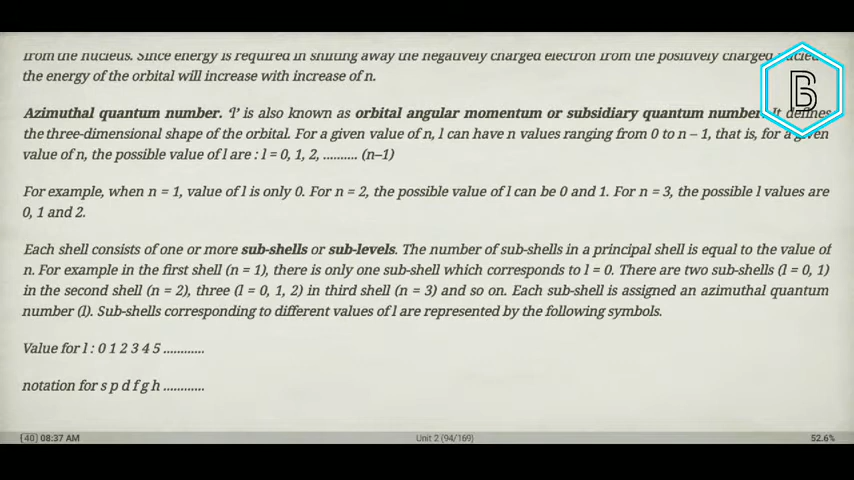 from the nucleus. Since energy is required in shifting away the negatively charged electron from the positively charged nucleus,
the energy of the orbital will increase with increase of n.
Azimuthal quantum number. ‘l’ is also known as orbital angular momentum or subsidiary quantum number. It defines
the three-dimensional shape of the orbital. For a given value of n, l can have n values ranging from 0 to n – 1, that is, for a given
value of n, the possible value of l are : l = 0, 1, 2, .......... (n–1)
For example, when n = 1, value of l is only 0. For n = 2, the possible value of l can be 0 and 1. For n = 3, the possible l values are
0, 1 and 2.
Each shell consists of one or more sub-shells or sub-levels. The number of sub-shells in a principal shell is equal to the value of
n. For example in the first shell (n = 1), there is only one sub-shell which corresponds to l = 0. There are two sub-shells (l = 0, 1)
in the second shell (n = 2), three (l = 0, 1, 2) in third shell (n = 3) and so on. Each sub-shell is assigned an azimuthal quantum
number (l). Sub-shells corresponding to different values of l are represented by the following symbols.
Value for l : 0 1 2 3 4 5 ............
notation for s p d f g h ............
{40} 08:37 AM
Unit 2 (94/169)
52.6%